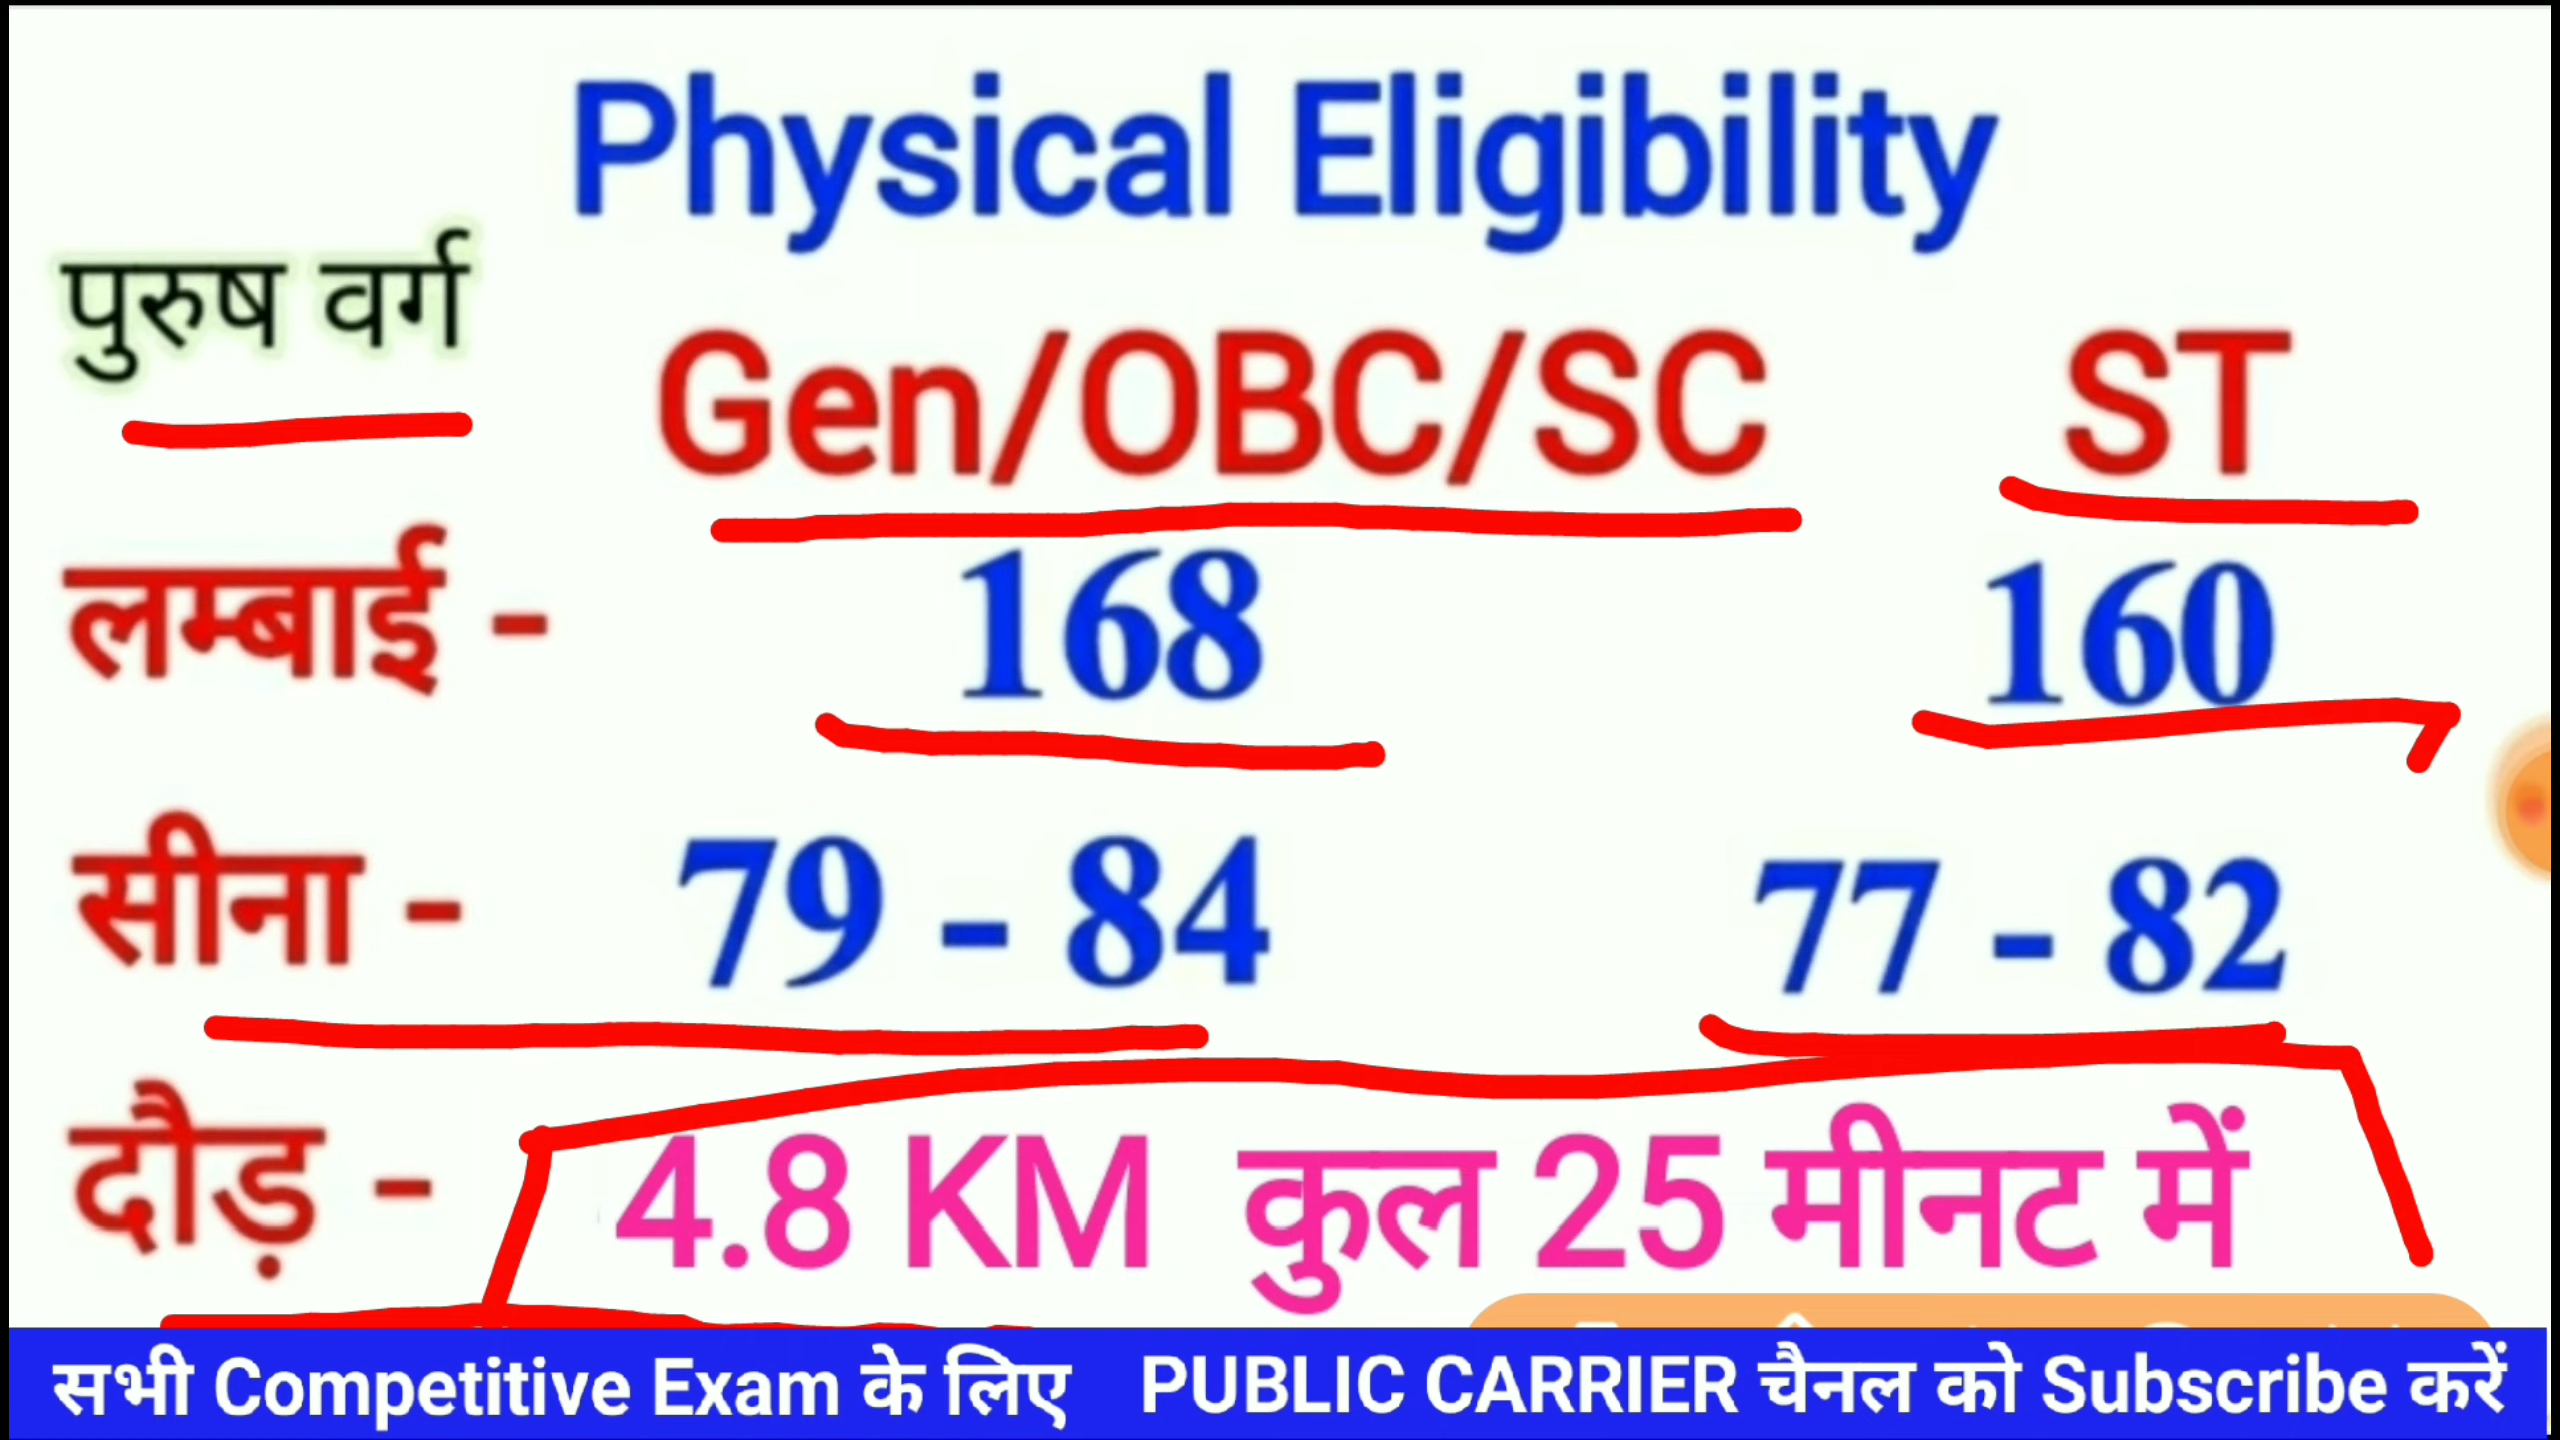 Physical Eligibility
पुरुष वर्ग
Gen/OBC/SC ST
लम्बाई - 168 160
सीना - 79 - 84 77 - 82
दौड़ - 4.8 KM कुल 25 मीनट में
सभी Competitive Exam के लिए PUBLIC CARRIER चैनल को Subscribe करें